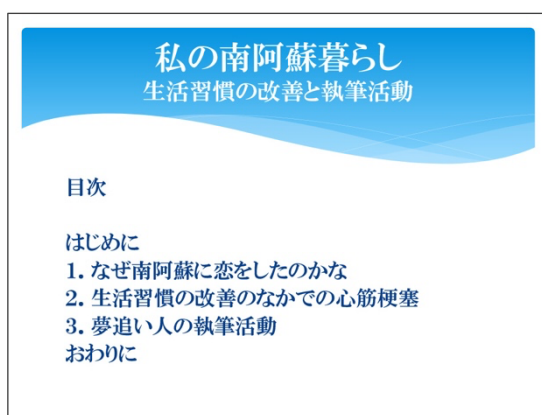 私の南阿蘇暮らし
生活習慣の改善と執筆活動
目次
はじめに
1. なぜ南阿蘇に恋をしたのかな
2. 生活習慣の改善のなかでの心筋梗塞
3. 夢追い人の執筆活動
おわりに